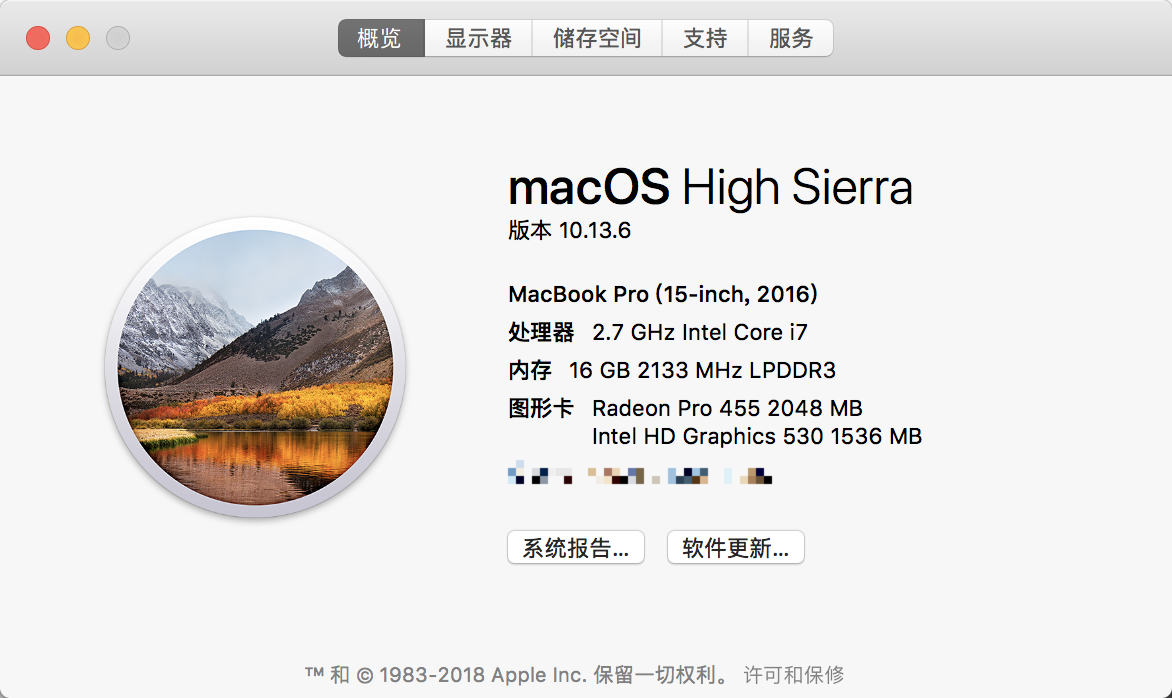 概览 显示器 储存空间 支持 服务
macOS High Sierra
版本 10.13.6
MacBook Pro (15-inch, 2016)
处理器 2.7 GHz Intel Core i7
内存 16 GB 2133 MHz LPDDR3
图形卡 Radeon Pro 455 2048 MB
Intel HD Graphics 530 1536 MB
系统报告... 软件更新...
™ 和 © 1983-2018 Apple Inc. 保留一切权利。 许可和保修